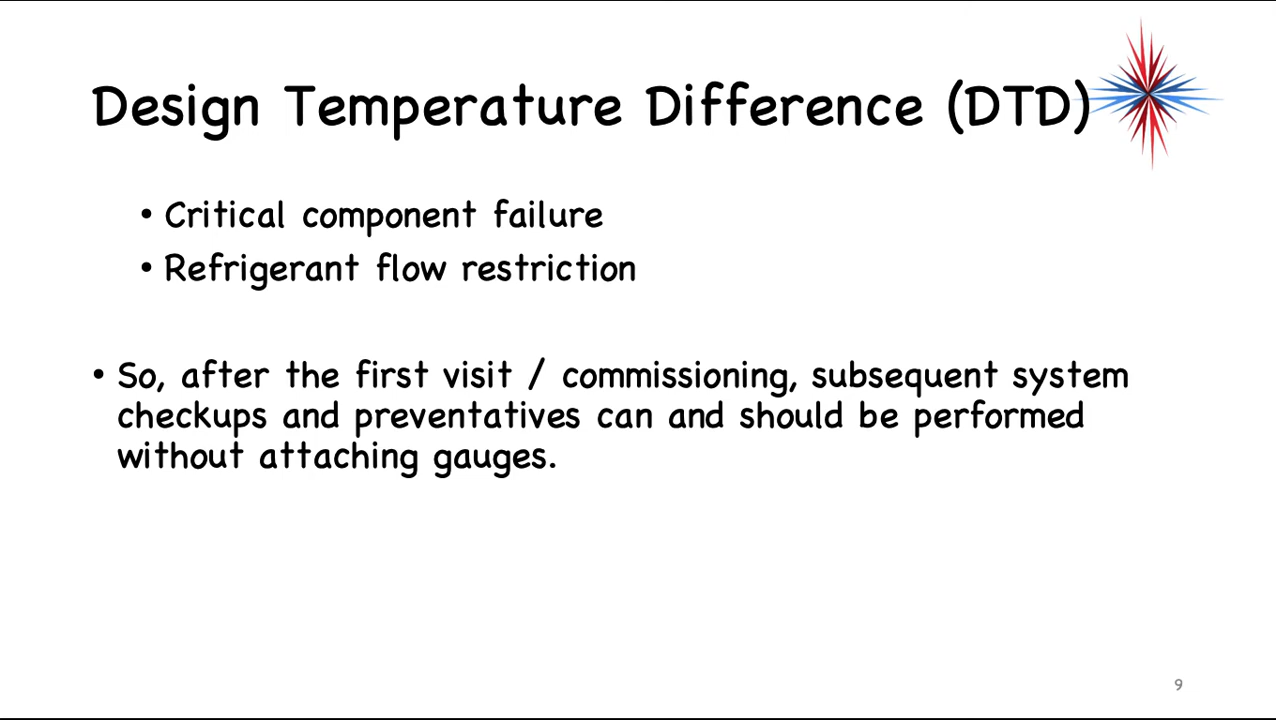 Design Temperature Difference (DTD)
• Critical component failure
• Refrigerant flow restriction
• So, after the first visit / commissioning, subsequent system
checkups and preventatives can and should be performed
without attaching gauges.
9